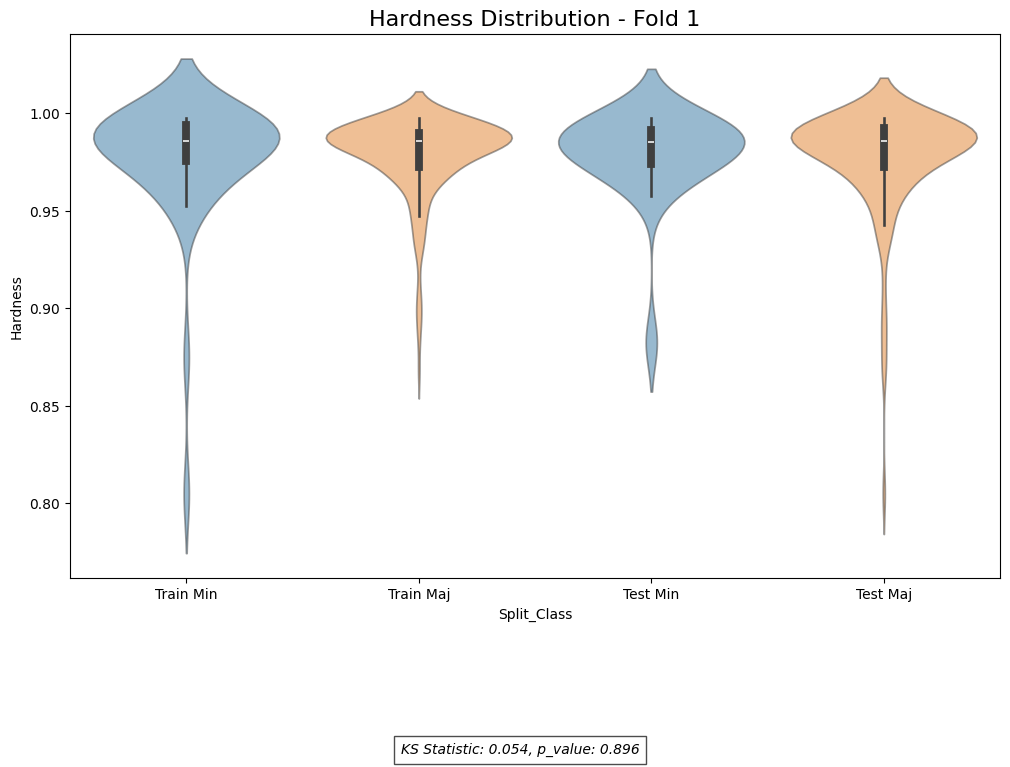 Hardness Distribution - Fold 1
1.00
0.95
0.90
0.85
0.80
Hardness
Train Min
Train Maj
Test Min
Test Maj
Split_Class
KS Statistic: 0.054, p_value: 0.896